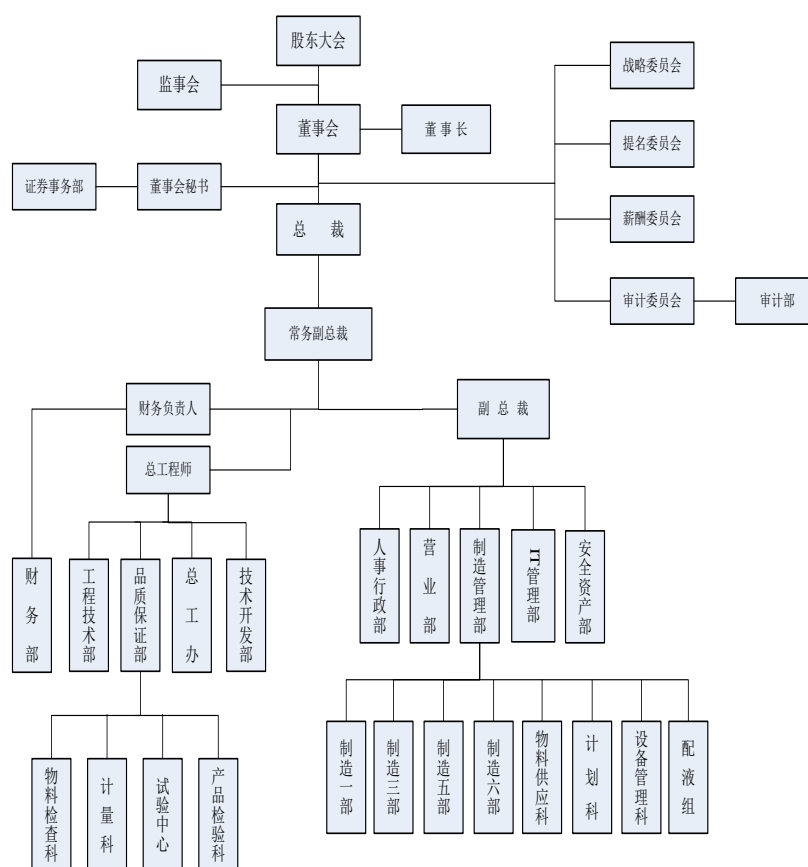 股东大会
战略委员会
监事会
董事会
董事长
提名委员会
证券事务部
董事会秘书
总 裁
薪酬委员会
审计委员会
审计部
常务副总裁
财务负责人
副总裁
总工程师
人事行政部
营业部
制造管理部
IT管理部
安全资产部
财务部
工程技术部
品质保证部
总工办
技术开发部
制造一部
制造三部
制造五部
制造六部
物料供应科
计划科
设备管理科
配液组
物料检查科
计量科
试验中心
产品检验科